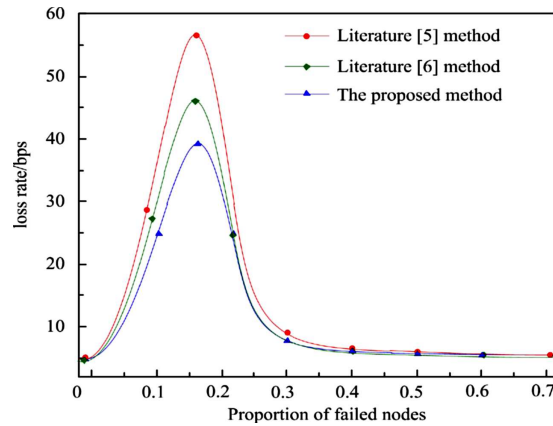 60
50
40
30
20
10
0
0.1
0.2
0.3
0.4
0.5
0.6
0.7
loss rate/bps
Proportion of failed nodes
Literature [5] method
Literature [6] method
The proposed method